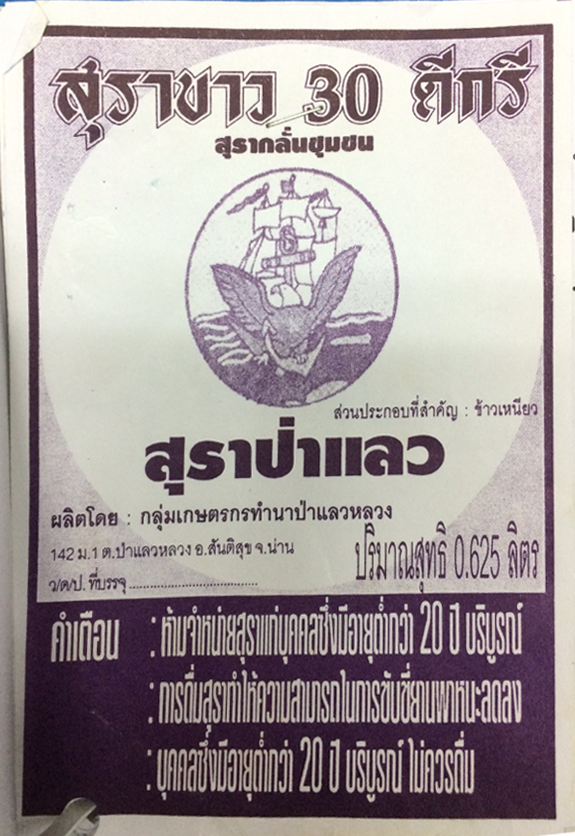 สุราขาว 30 ดีกรี
สุรากลั่นชุมชน
ส่วนประกอบที่สำคัญ : ข้าวเหนียว
สุราป่าแลว
ผลิตโดย : กลุ่มเกษตรกรทำนาป่าแลวหลวง
142 ม.1 ต.ป่าแลวหลวง อ.สันติสุข จ.น่าน
ปริมาณสุทธิ 0.625 ลิตร
ว/ด/ป. ที่บรรจุ..................................
คำเตือน : ห้ามจำหน่ายสุราแก่บุคคลซึ่งมีอายุต่ำกว่า 20 ปี บริบูรณ์
: การดื่มสุราทำให้ความสามารถในการขับขี่ยานพาหนะลดลง
: บุคคลซึ่งมีอายุต่ำกว่า 20 ปี บริบูรณ์ ไม่ควรดื่ม